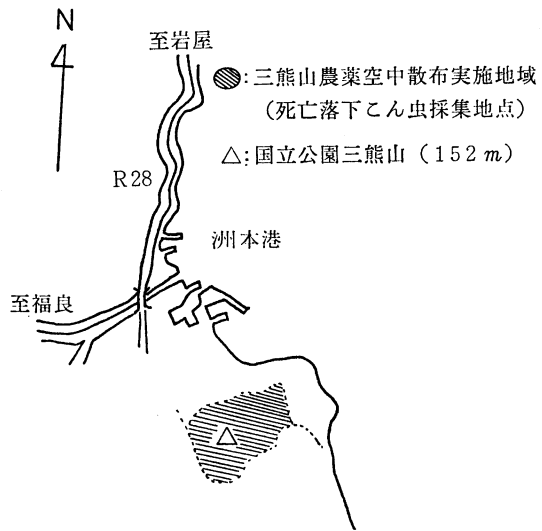 N
至岩屋
:三熊山農薬空中散布実施地域
(死亡落下こん虫採集地点)
△:国立公園三熊山(152m)
R28
洲本港
至福良